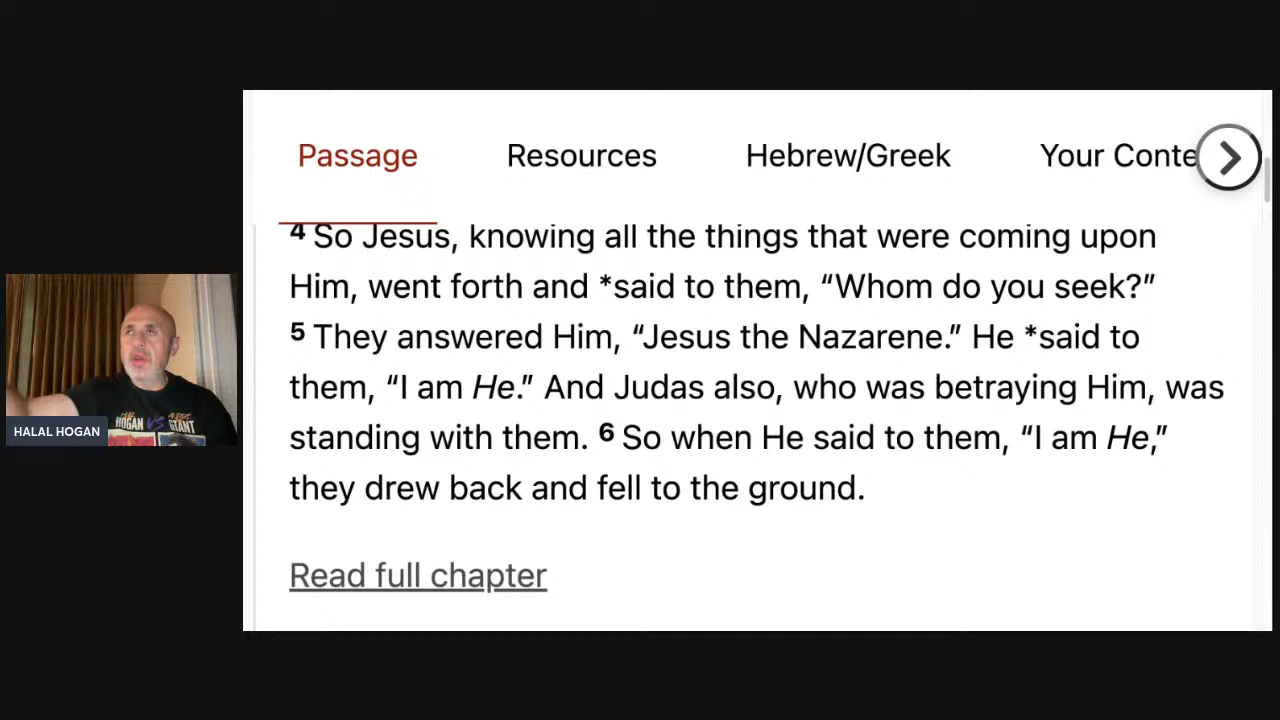 Passage Resources Hebrew/Greek Your Conte
4 So Jesus, knowing all the things that were coming upon
Him, went forth and *said to them, “Whom do you seek?”
5 They answered Him, “Jesus the Nazarene.” He *said to
them, “I am He.” And Judas also, who was betraying Him, was
standing with them. 6 So when He said to them, “I am He,”
they drew back and fell to the ground.
Read full chapter
HOGAN VS
GIANT
HALAL HOGAN